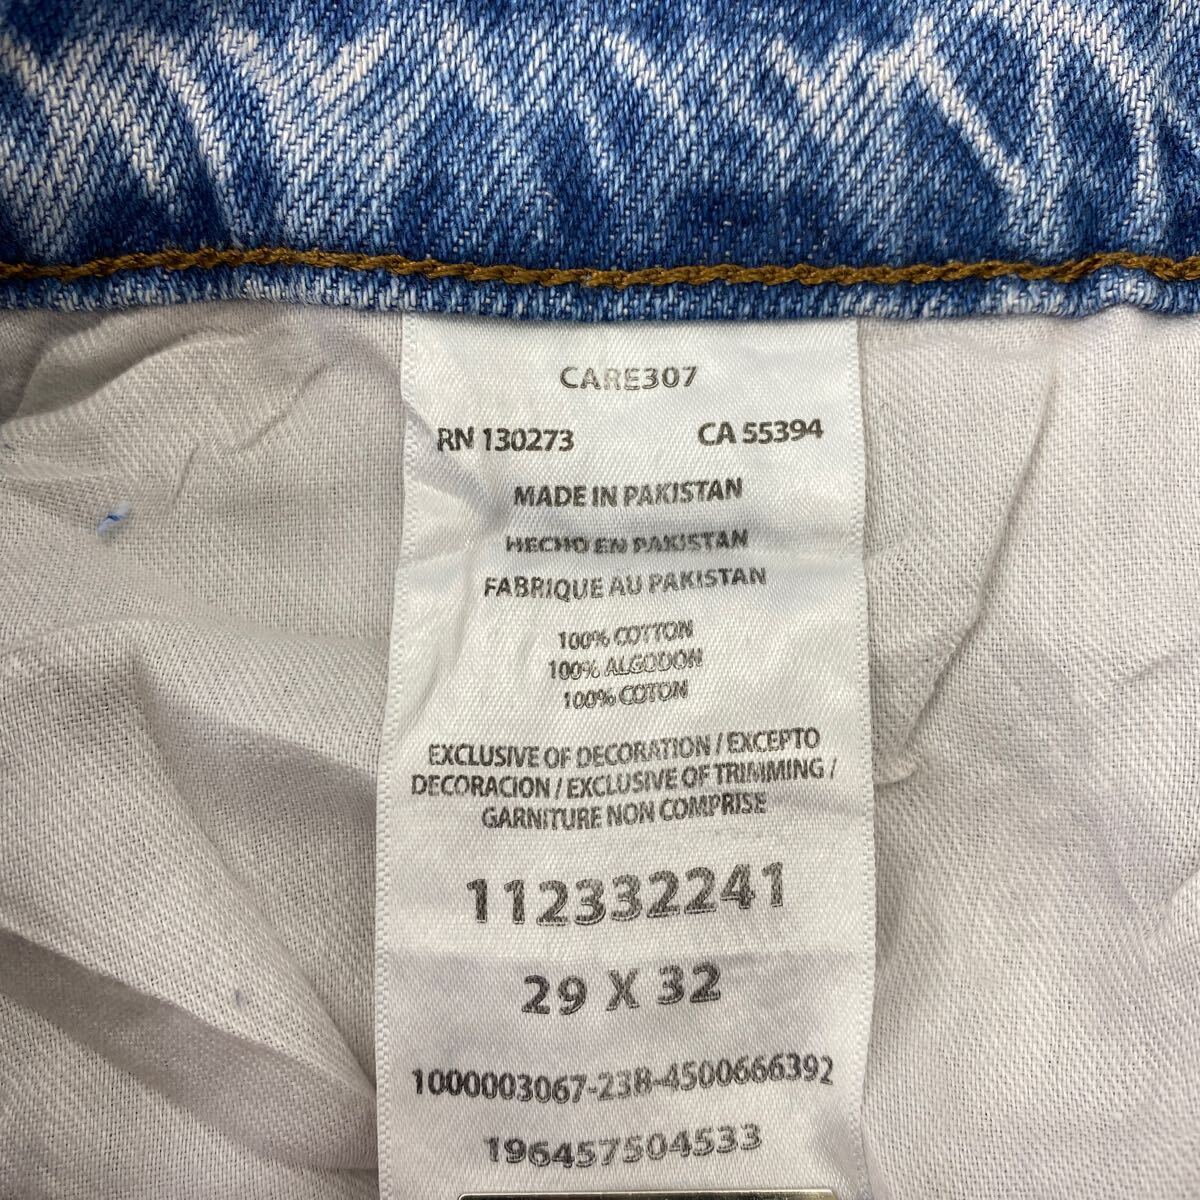 CARE307
RN 130273 CA 55394
MADE IN PAKISTAN
HECHO EN PAKISTAN
FABRIQUE AU PAKISTAN
100% COTTON
100% ALGODON
100% COTON
EXCLUSIVE OF DECORATION / EXCEPTO
DECORACION / EXCLUSIVE OF TRIMMING /
GARNITURE NON COMPRISE
112332241
29 X 32
1000003067-23B-4500666392
196457504533